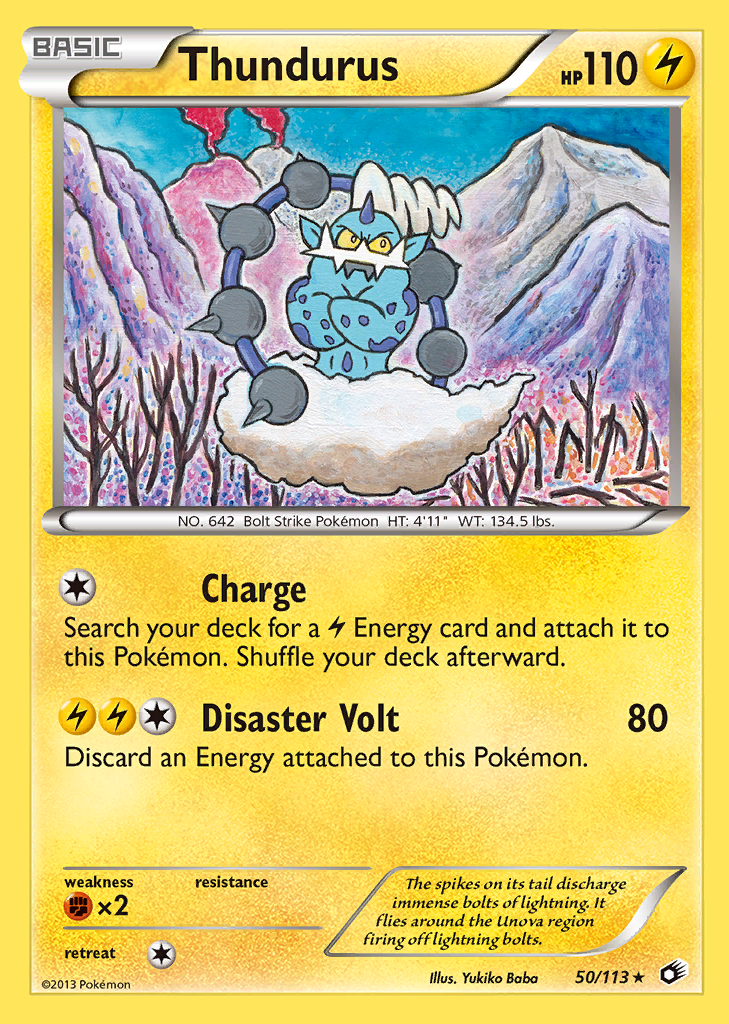 BASIC
Thundurus
HP110
NO. 642 Bolt Strike Pokémon HT: 4'11" WT: 134.5 lbs.
Charge
Search your deck for a Energy card and attach it to
this Pokémon. Shuffle your deck afterward.
Disaster Volt 80
Discard an Energy attached to this Pokémon.
weakness resistance
×2
retreat
The spikes on its tail discharge
immense bolts of lightning. It
flies around the Unova region
firing off lightning bolts.
©2013 Pokémon
Illus. Yukiko Baba 50/113 ★